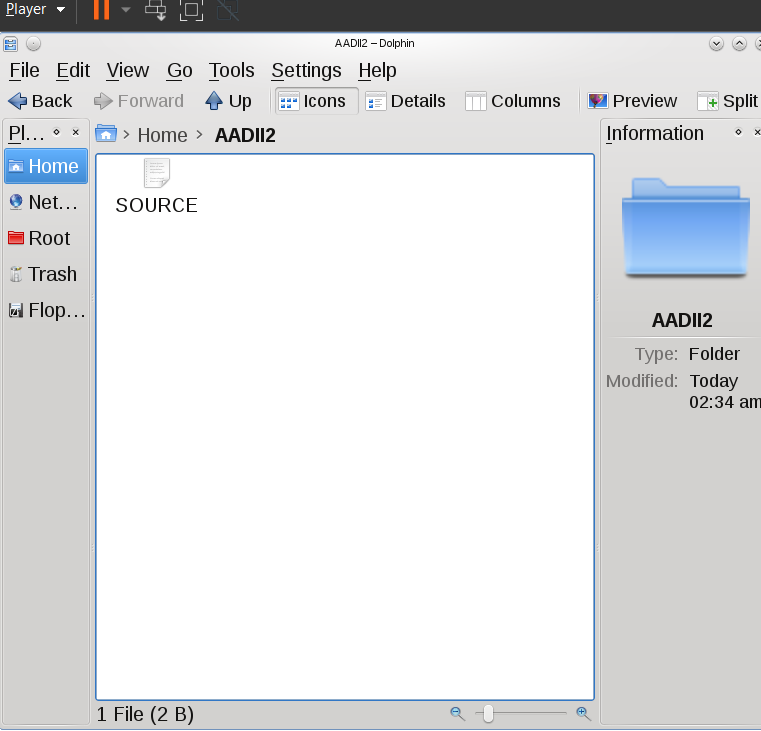 Player
AADII2 – Dolphin
File Edit View Go Tools Settings Help
Back Forward Up Icons Details Columns Preview Split
Pl...
Home
Net...
Root
Trash
Flop...
Home > AADII2
SOURCE
1 File (2 B)
Information
AADII2
Type: Folder
Modified: Today
02:34 am